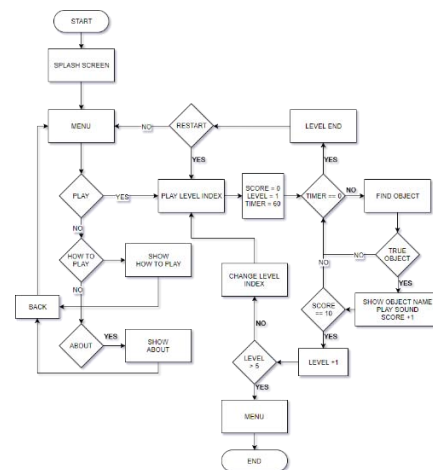 START
SPLASH SCREEN
MENU
NO
RESTART
LEVEL END
YES
YES
PLAY
YES
PLAY LEVEL INDEX
SCORE = 0
LEVEL = 1
TIMER = 60
TIMER == 0
NO
FIND OBJECT
NO
HOW TO
PLAY
SHOW
HOW TO PLAY
NO
NO
TRUE
OBJECT
NO
CHANGE LEVEL
INDEX
YES
BACK
SHOW OBJECT NAME
PLAY SOUND
SCORE +1
SCORE
== 10
NO
YES
ABOUT
YES
SHOW
ABOUT
LEVEL
> 5
LEVEL +1
YES
MENU
END